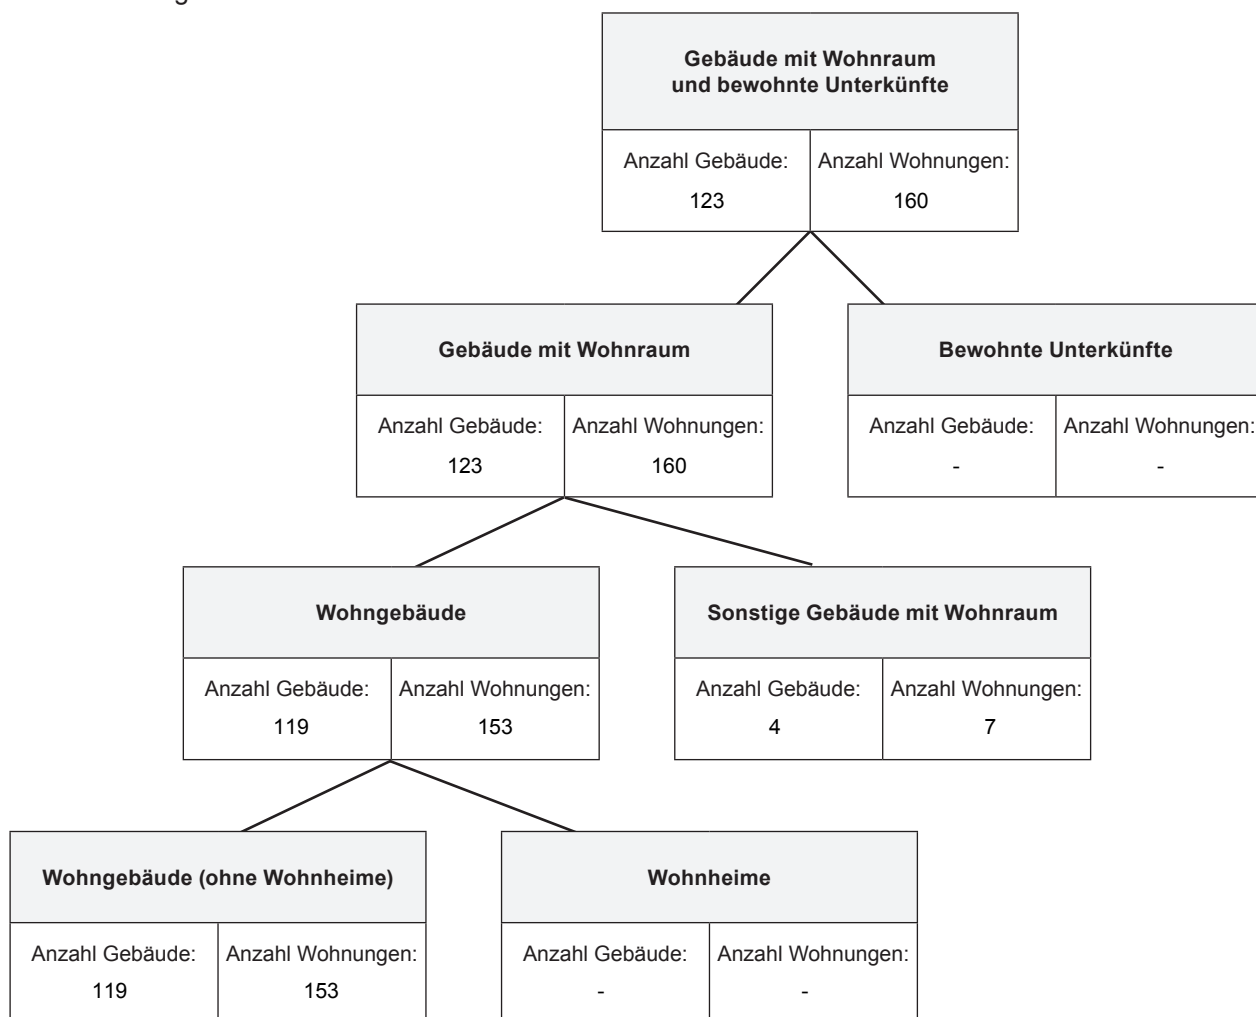 Gebäude mit Wohnraum
und bewohnte Unterkünfte
Anzahl Gebäude: Anzahl Wohnungen:
123 160
Gebäude mit Wohnraum
Anzahl Gebäude: Anzahl Wohnungen:
123 160
Bewohnte Unterkünfte
Anzahl Gebäude: Anzahl Wohnungen:
- -
Wohngebäude
Anzahl Gebäude: Anzahl Wohnungen:
119 153
Sonstige Gebäude mit Wohnraum
Anzahl Gebäude: Anzahl Wohnungen:
4 7
Wohngebäude (ohne Wohnheime)
Anzahl Gebäude: Anzahl Wohnungen:
119 153
Wohnheime
Anzahl Gebäude: Anzahl Wohnungen:
- -